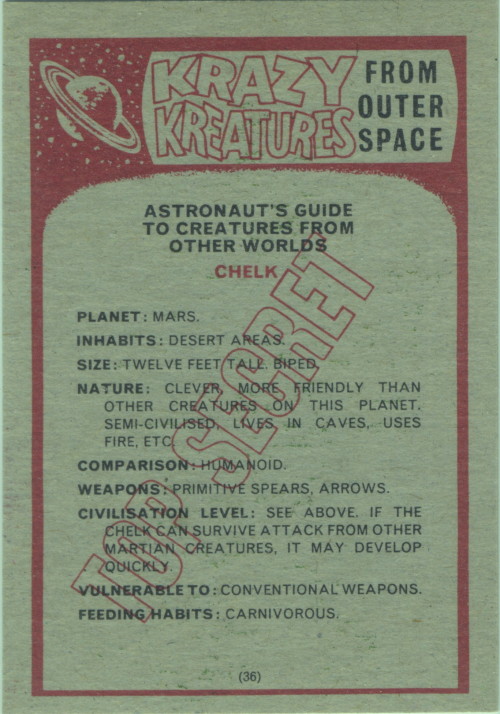 KRAZY
KREATURES
FROM
OUTER
SPACE
ASTRONAUT'S GUIDE
TO CREATURES FROM
OTHER WORLDS
CHELK
PLANET: MARS.
INHABITS: DESERT AREAS.
SIZE: TWELVE FEET TALL. BIPED.
NATURE: CLEVER, MORE FRIENDLY THAN
OTHER CREATURES ON THIS PLANET.
SEMI-CIVILISED, LIVES IN CAVES, USES
FIRE, ETC.
COMPARISON: HUMANOID.
WEAPONS: PRIMITIVE SPEARS, ARROWS.
CIVILISATION LEVEL: SEE ABOVE. IF THE
CHELK CAN SURVIVE ATTACK FROM OTHER
MARTIAN CREATURES, IT MAY DEVELOP
QUICKLY.
VULNERABLE TO: CONVENTIONAL WEAPONS.
FEEDING HABITS: CARNIVOROUS.
TOP SECRET
(36)